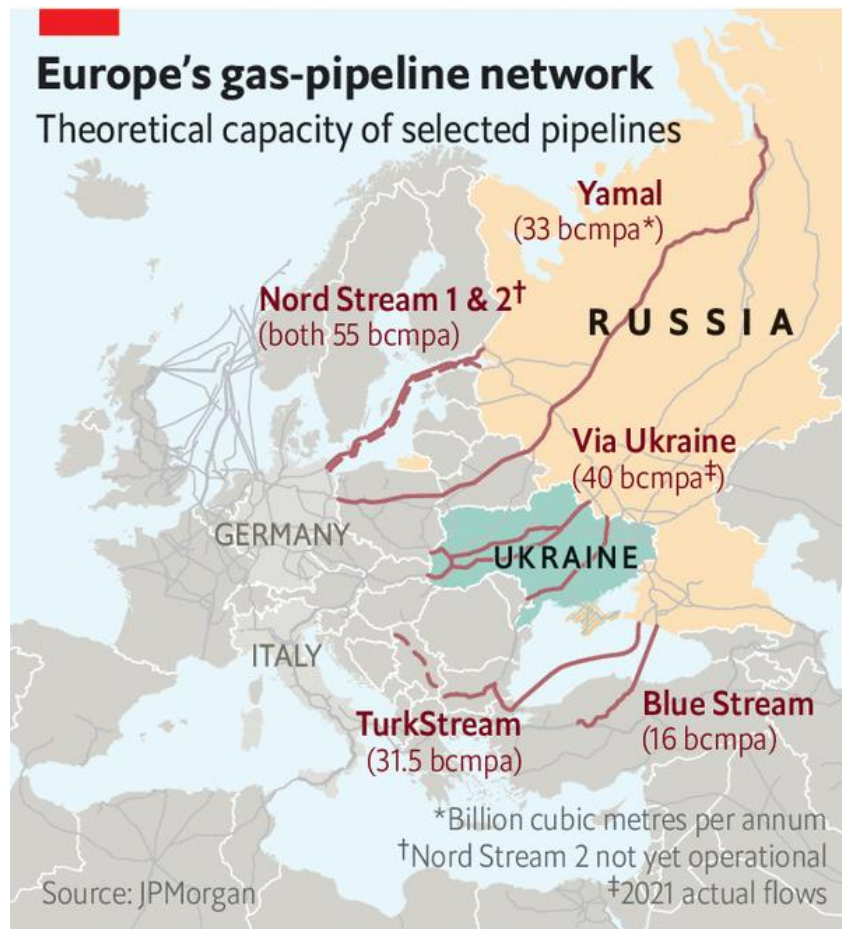 Europe’s gas-pipeline network
Theoretical capacity of selected pipelines
Yamal
(33 bcmpa*)
Nord Stream 1 & 2†
(both 55 bcmpa)
RUSSIA
Via Ukraine
(40 bcmpa‡)
GERMANY
UKRAINE
ITALY
TurkStream
(31.5 bcmpa)
Blue Stream
(16 bcmpa)
*Billion cubic metres per annum
†Nord Stream 2 not yet operational
‡2021 actual flows
Source: JPMorgan